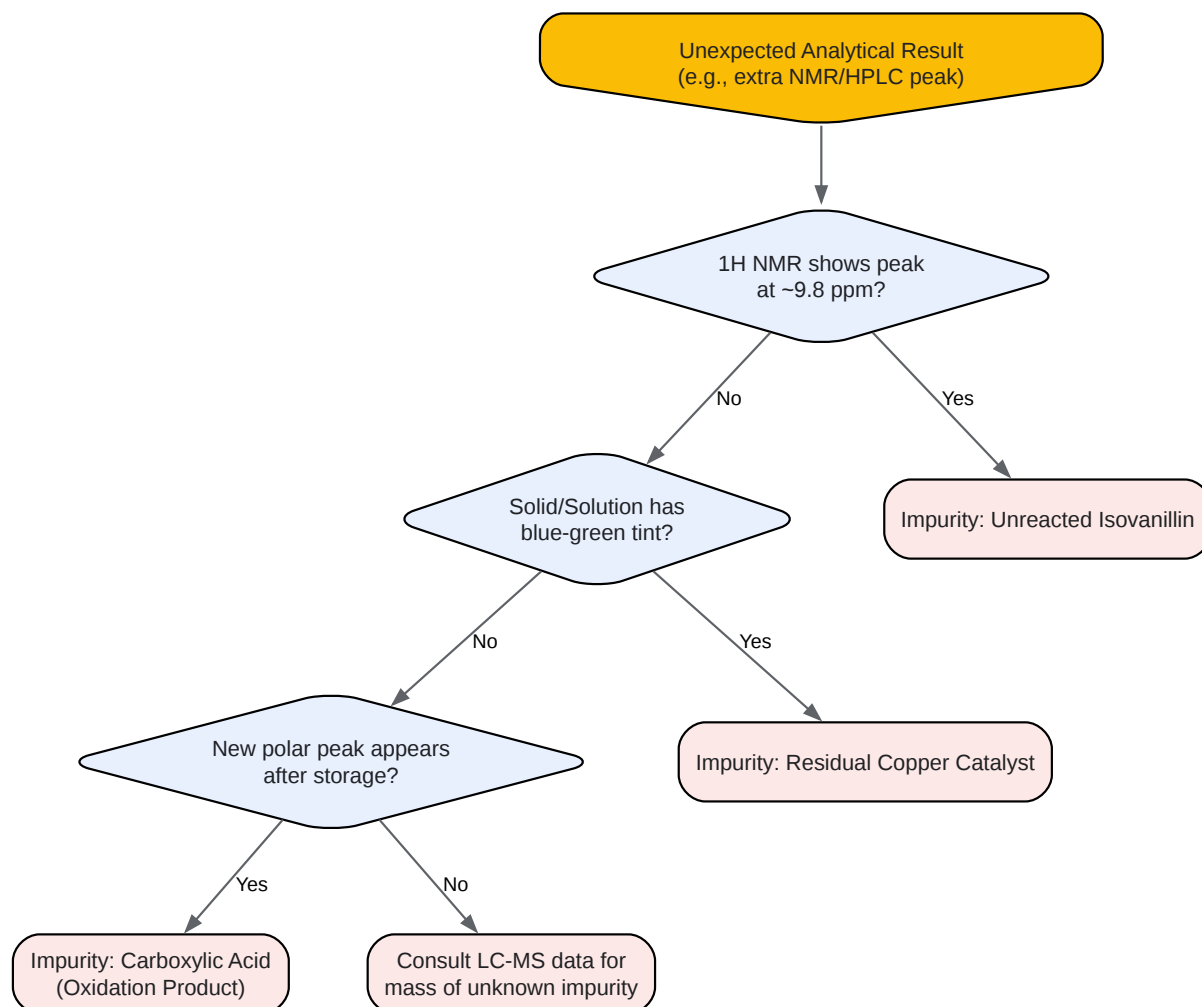 Unexpected Analytical Result
(e.g., extra NMR/HPLC peak)
1H NMR shows peak
at ~9.8 ppm?
No
Yes
Solid/Solution has
blue-green tint?
Impurity: Unreacted Isovanillin
No
Yes
New polar peak appears
after storage?
Impurity: Residual Copper Catalyst
Yes
No
Impurity: Carboxylic Acid
(Oxidation Product)
Consult LC-MS data for
mass of unknown impurity